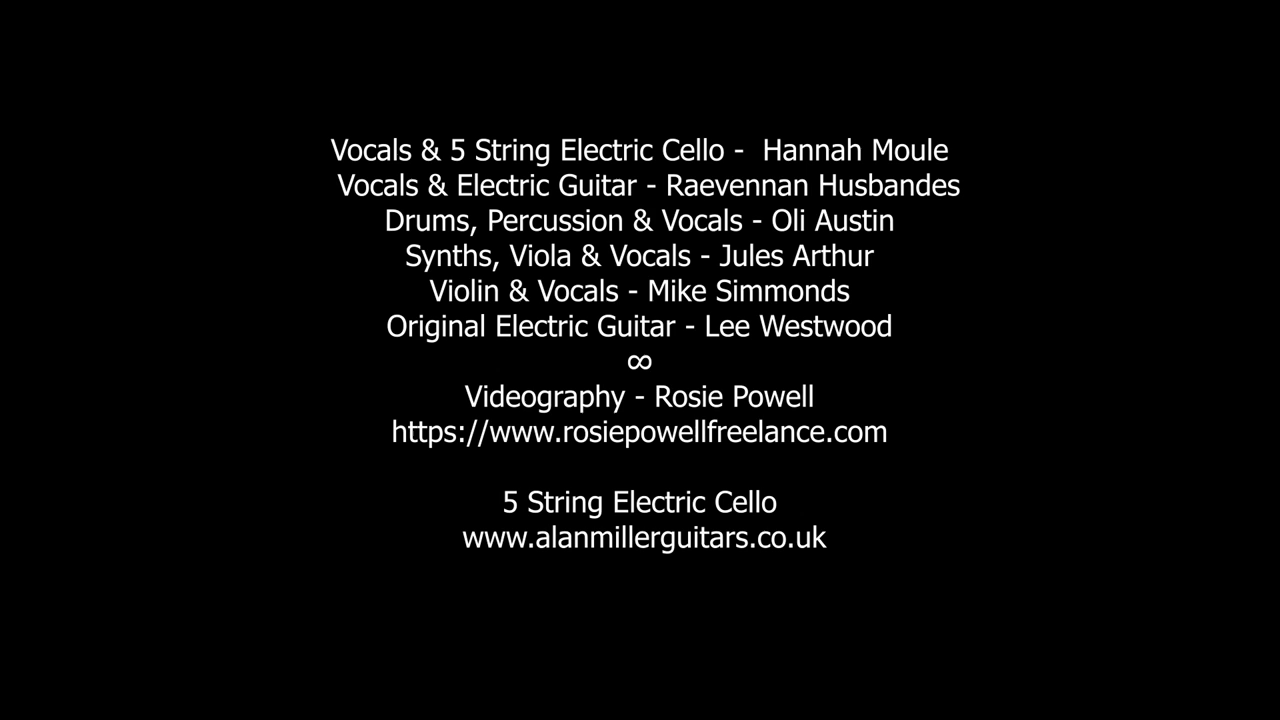 Vocals & 5 String Electric Cello -  Hannah Moule
Vocals & Electric Guitar - Raevennan Husbandes
Drums, Percussion & Vocals - Oli Austin
Synths, Viola & Vocals - Jules Arthur
Violin & Vocals - Mike Simmonds
Original Electric Guitar - Lee Westwood
∞
Videography - Rosie Powell
https://www.rosiepowellfreelance.com
5 String Electric Cello
www.alanmillerguitars.co.uk